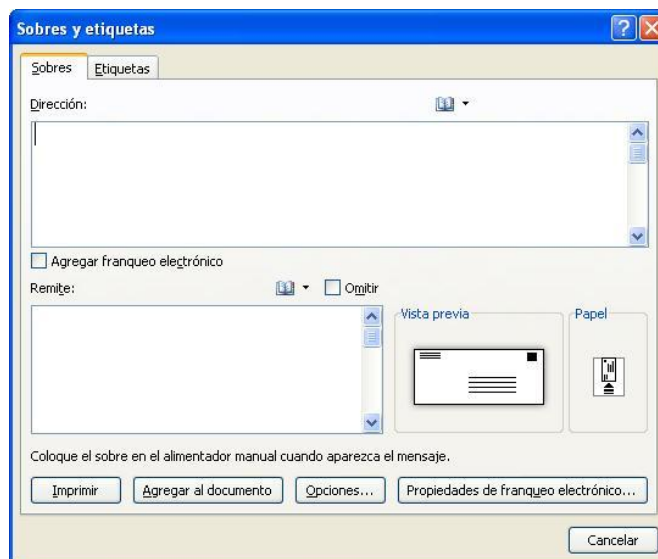 Sobres y etiquetas
Sobres Etiquetas
Dirección:
Agregar franqueo electrónico
Remite: Omitir
Vista previa Papel
Coloque el sobre en el alimentador manual cuando aparezca el mensaje.
Imprimir Agregar al documento Opciones... Propiedades de franqueo electrónico...
Cancelar